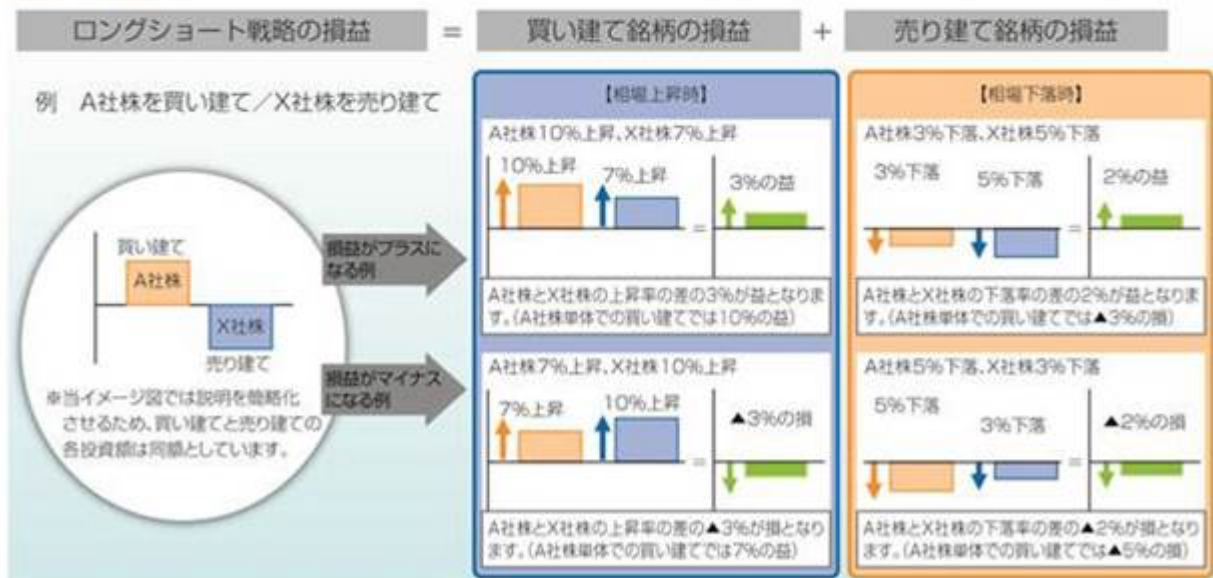 ロングショート戦略の損益 = 買い建て銘柄の損益 + 売り建て銘柄の損益
例 A社株を買い建て／X社株を売り建て
買い建て
A社株
X社株
売り建て
※当イメージ図では説明を簡略化
させるため、買い建てと売り建ての
各投資額は同額としています。
損益がプラスに
なる例
損益がマイナス
になる例
【相場上昇時】
A社株10%上昇、X社株7%上昇
10%上昇
7%上昇
3%の益
=
A社株とX社株の上昇率の差の3%が益となりま
す。(A社株単体での買い建てでは10%の益)
A社株7%上昇、X社株10%上昇
7%上昇
10%上昇
▲3%の損
=
A社株とX社株の上昇率の差の▲3%が損となり
ます。(A社株単体での買い建てでは7%の益)
【相場下落時】
A社株3%下落、X社株5%下落
3%下落
5%下落
2%の益
=
A社株とX社株の下落率の差の2%が益となりま
す。(A社株単体での買い建てでは▲3%の損)
A社株5%下落、X社株3%下落
5%下落
3%下落
▲2%の損
=
A社株とX社株の下落率の差の▲2%が損となり
ます。(A社株単体での買い建てでは▲5%の損)